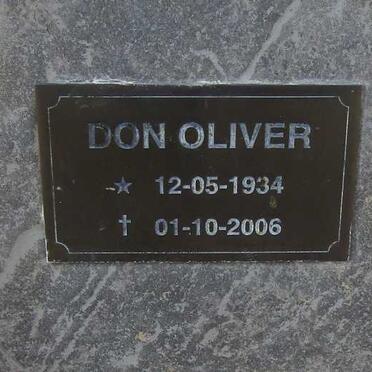 DON OLIVER
☆ 12-05-1934
† 01-10-2006